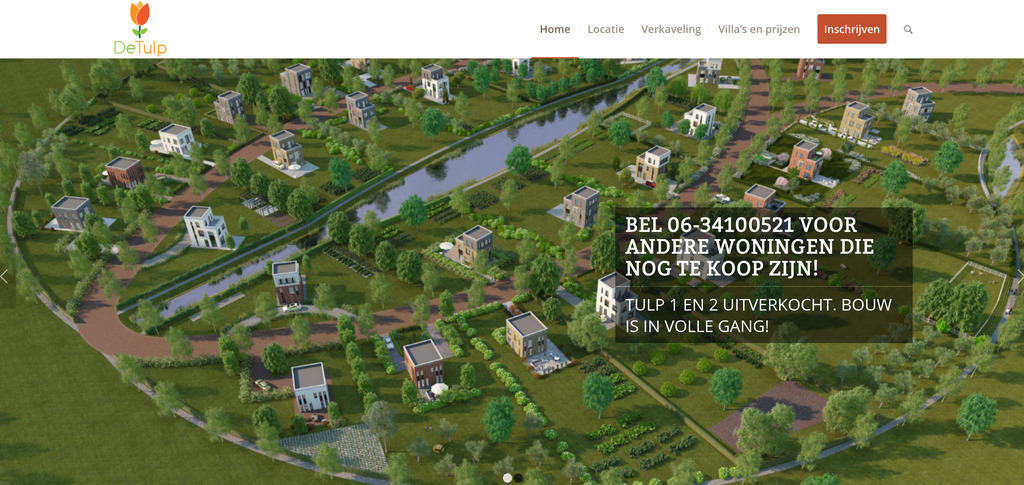 DeTulp
Home Locatie Verkaveling Villa's en prijzen Inschrijven
BEL 06-34100521 VOOR
ANDERE WONINGEN DIE
NOG TE KOOP ZIJN!
TULP 1 EN 2 UITVERKOCHT. BOUW
IS IN VOLLE GANG!